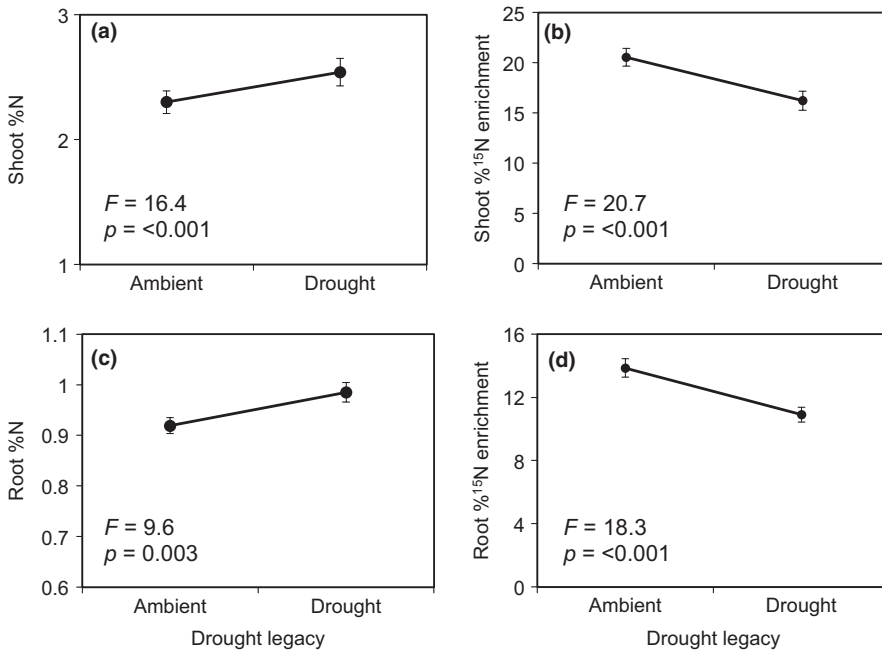 (a)
Shoot %N
3
2
1
F = 16.4
p = <0.001
Ambient
Drought
(b)
Shoot %¹⁵N enrichment
25
20
15
10
5
0
F = 20.7
p = <0.001
Ambient
Drought
(c)
Root %N
1.1
1
0.9
0.8
0.7
0.6
F = 9.6
p = 0.003
Ambient
Drought
Drought legacy
(d)
Root %¹⁵N enrichment
16
12
8
4
0
F = 18.3
p = <0.001
Ambient
Drought
Drought legacy